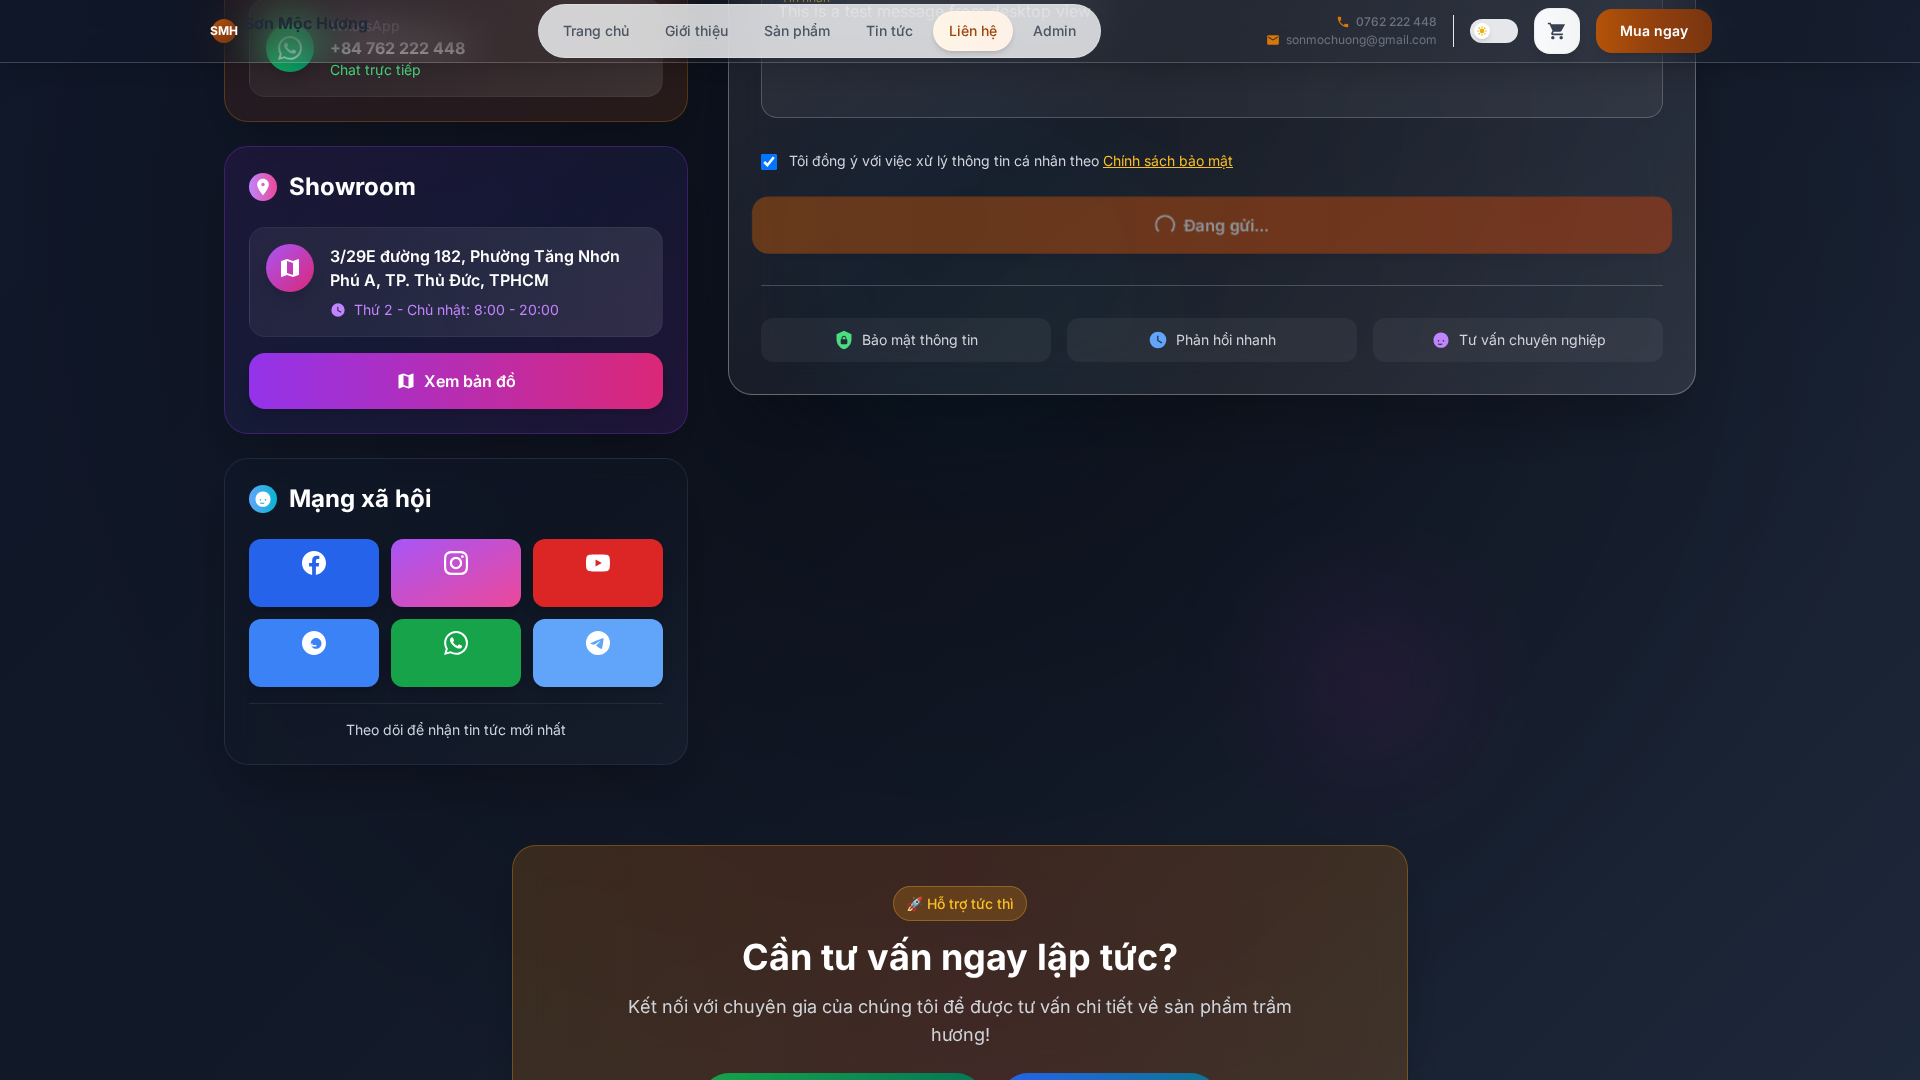 SMH
Sơn Mộc Hương
Trang chủ
Giới thiệu
Sản phẩm
Tin tức
Liên hệ
Admin
0762 222 448
sonmochuong@gmail.com
Mua ngay
WhatsApp
+84 762 222 448
Chat trực tiếp
Tin nhắn
This is a test message from desktop view
Tôi đồng ý với việc xử lý thông tin cá nhân theo Chính sách bảo mật
Đang gửi...
Bảo mật thông tin
Phản hồi nhanh
Tư vấn chuyên nghiệp
Showroom
3/29E đường 182, Phường Tăng Nhơn
Phú A, TP. Thủ Đức, TPHCM
Thứ 2 - Chủ nhật: 8:00 - 20:00
Xem bản đồ
Mạng xã hội
Theo dõi để nhận tin tức mới nhất
🚀 Hỗ trợ tức thì
Cần tư vấn ngay lập tức?
Kết nối với chuyên gia của chúng tôi để được tư vấn chi tiết về sản phẩm trầm
hương!